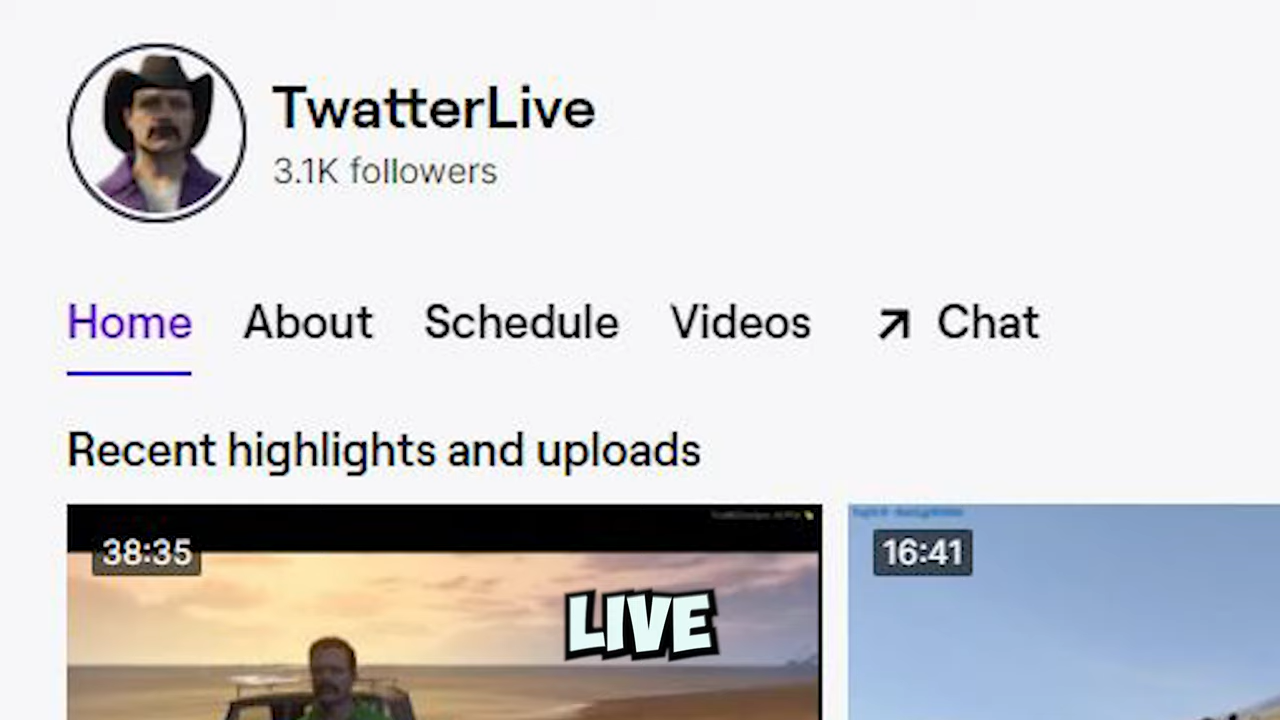 TwatterLive
3.1K followers
Home About Schedule Videos Chat
Recent highlights and uploads
38:35
LIVE
16:41